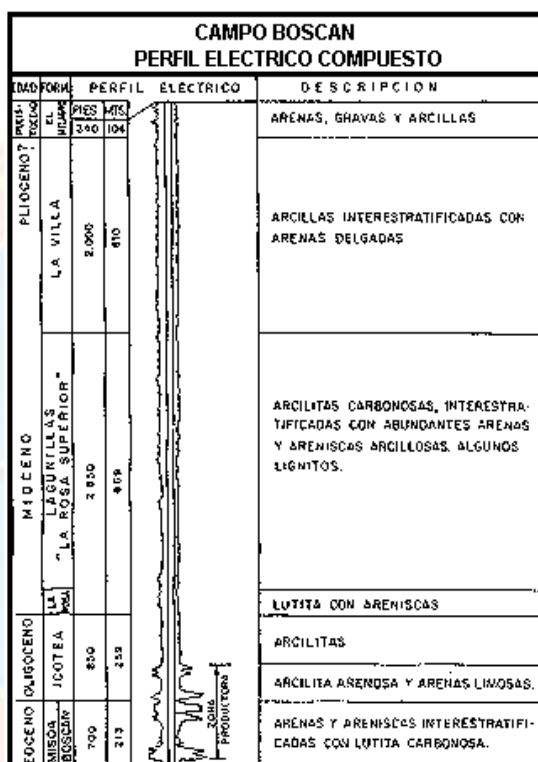 CAMPO BOSCAN
PERFIL ELECTRICO COMPUESTO
EDAD FORM. PERFIL ELECTRICO DESCRIPCION
PIES MTS.
EL MILAGRO
340 104
ARENAS, GRAVAS Y ARCILLAS
PLIOCENO?
LA VILLA
2.000
610
ARCILLAS INTERESTRATIFICADAS CON
ARENAS DELGADAS
MIOCENO
LAGUNILLAS
"LA ROSA SUPERIOR"
2 850
869
ARCILITAS CARBONOSAS, INTERESTRA-
TIFICADAS CON ABUNDANTES ARENAS
Y ARENISCAS ARCILLOSAS. ALGUNOS
LIGNITOS.
LA ROSA
LUTITA CON ARENISCAS
OLIGOCENO
ICOTEA
850
259
ARCILITAS
ARCILITA ARENOSA Y ARENAS LIMOSAS.
EOCENO
MISOA
BOSCAN
700
213
ZONA
PRODUCTORA
ARENAS Y ARENISCAS INTERESTRATIFI-
CADAS CON LUTITA CARBONOSA.